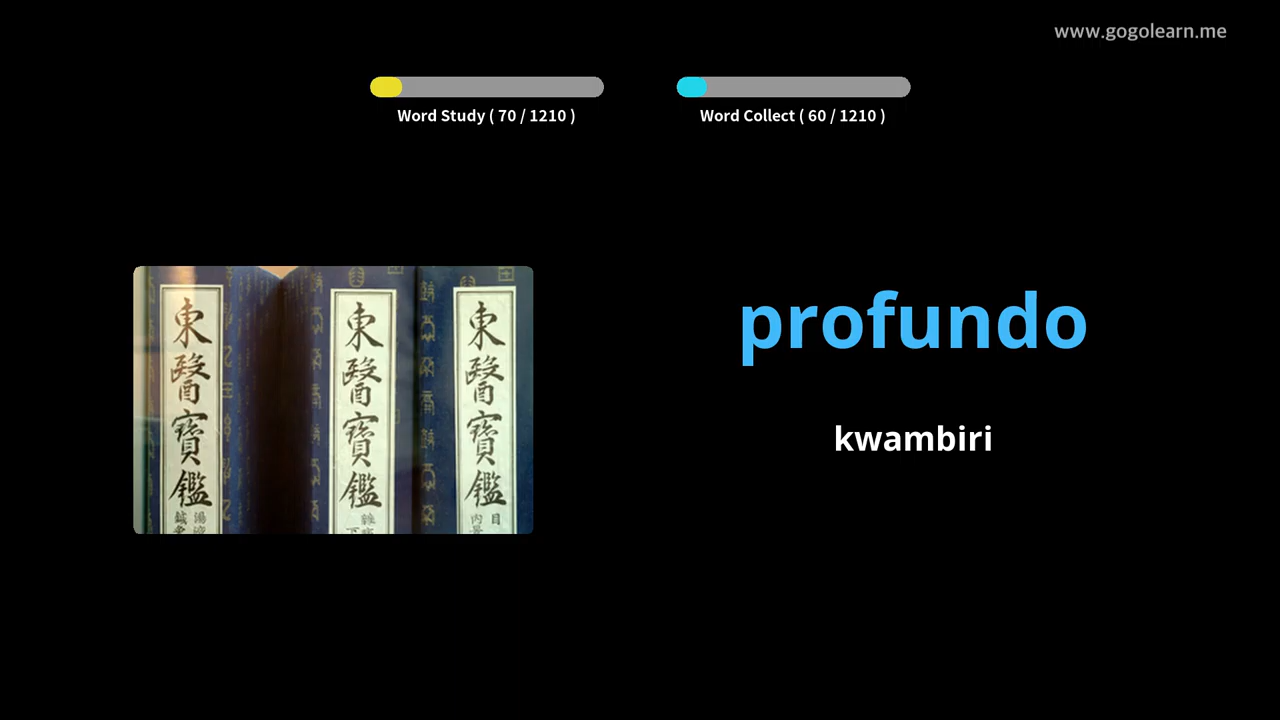 www.gogolearn.me
Word Study ( 70 / 1210 )
Word Collect ( 60 / 1210 )
東醫寶鑑
東醫寶鑑
東醫寶鑑
profundo
kwambiri